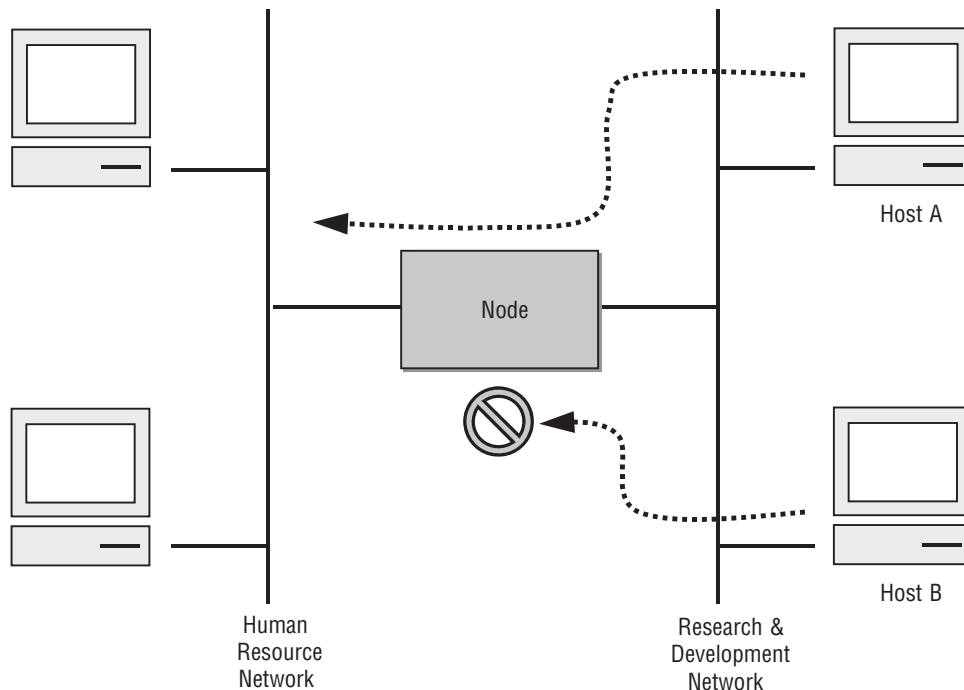 Host A
Node
Host B
Human
Resource
Network
Research &
Development
Network